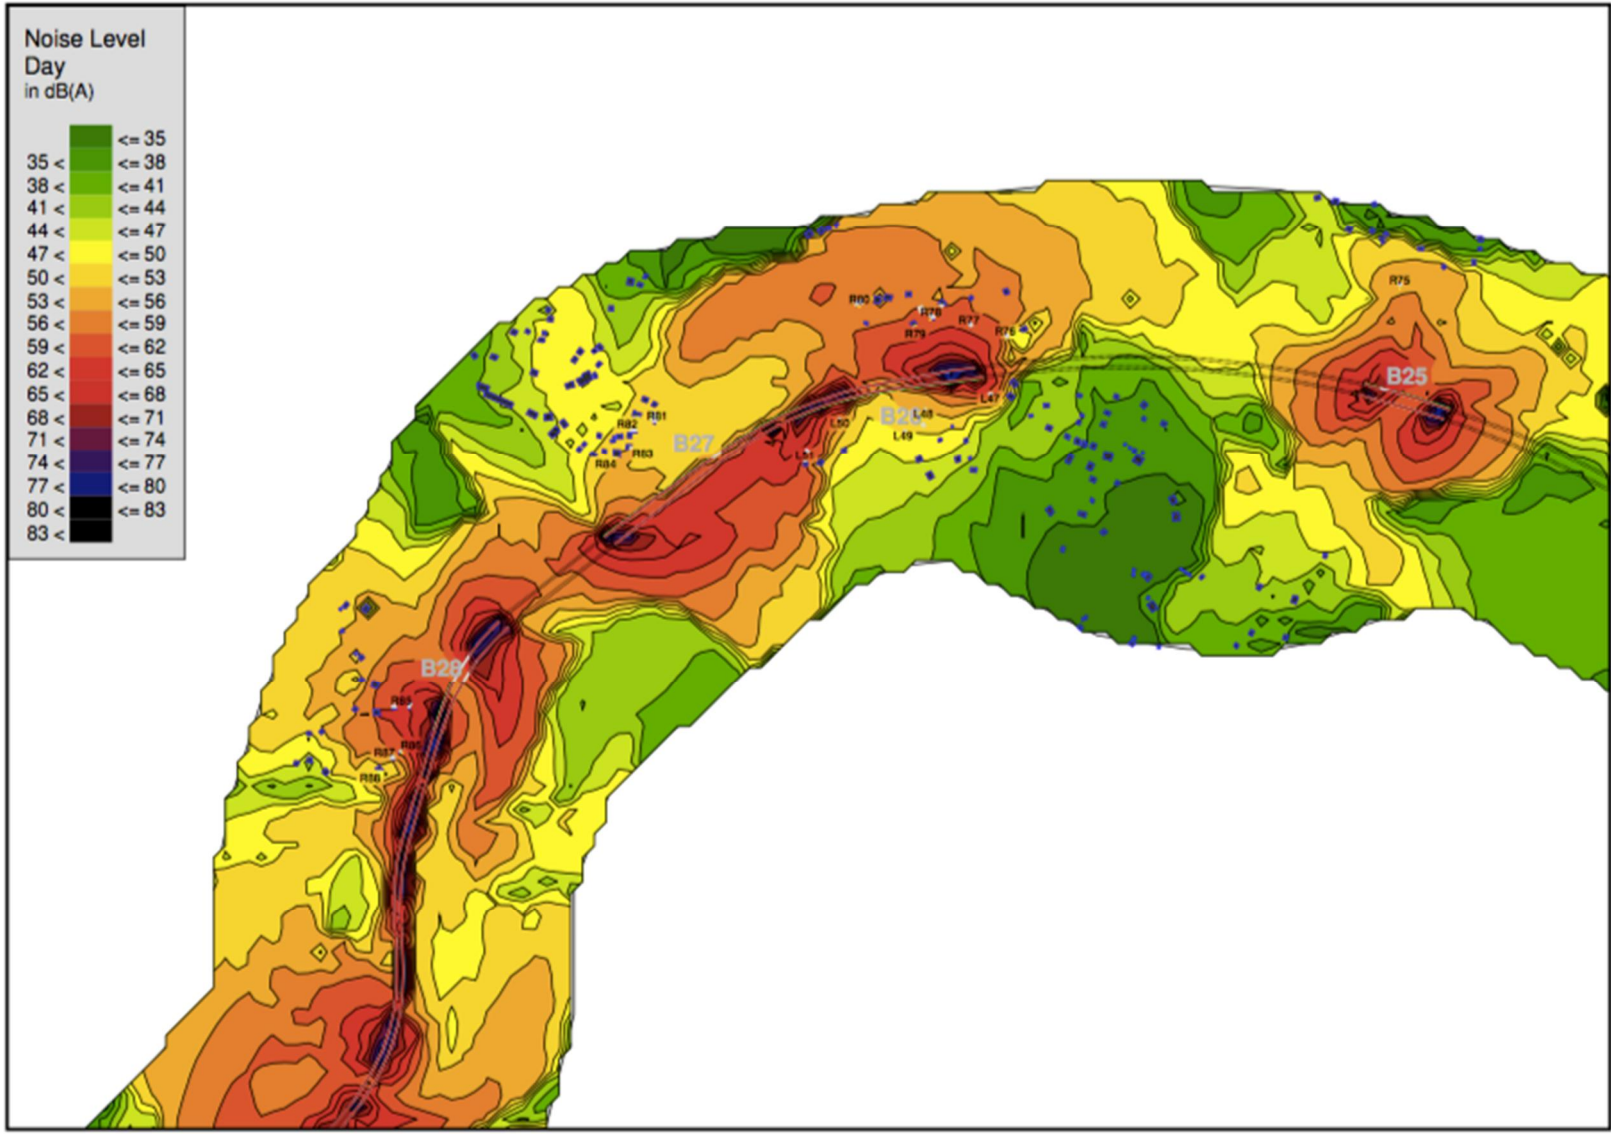 Noise Level
Day
in dB(A)
<= 35
35 < <= 38
38 < <= 41
41 < <= 44
44 < <= 47
47 < <= 50
50 < <= 53
53 < <= 56
56 < <= 59
59 < <= 62
62 < <= 65
65 < <= 68
68 < <= 71
71 < <= 74
74 < <= 77
77 < <= 80
80 < <= 83
83 <
R75
R80
R78
R77
R79
R76
B25
L47
R81
B26
L48
R82
L50
L49
B27
R83
L51
R84
B28
R85
R86
R87
R88